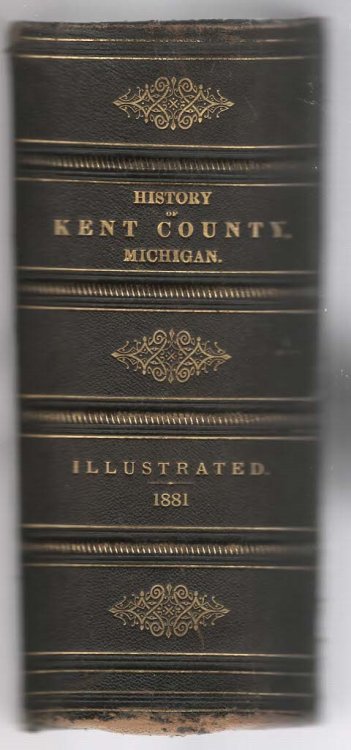 HISTORY
OF
KENT COUNTY.
MICHIGAN.
ILLUSTRATED.
1881